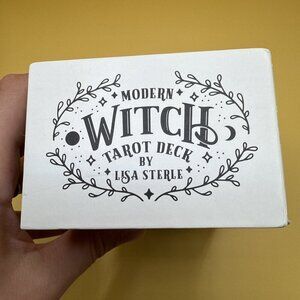 MODERN
WITCH
TAROT DECK
BY
LISA STERLE